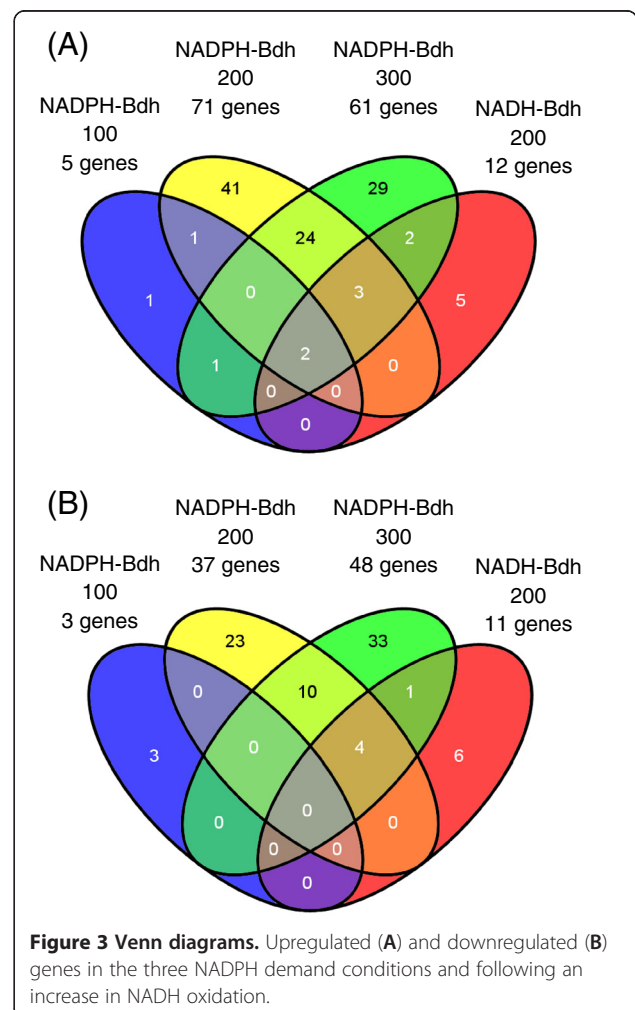 (A)
NADPH-Bdh
200
71 genes
NADPH-Bdh
300
61 genes
NADPH-Bdh
100
5 genes
NADH-Bdh
200
12 genes
41
29
1
24
2
1
0
3
5
1
2
0
0
0
0
(B)
NADPH-Bdh
200
37 genes
NADPH-Bdh
300
48 genes
NADPH-Bdh
100
3 genes
NADH-Bdh
200
11 genes
23
33
0
10
1
3
0
4
6
0
0
0
0
0
0
Figure 3 Venn diagrams. Upregulated (A) and downregulated (B)
genes in the three NADPH demand conditions and following an
increase in NADH oxidation.